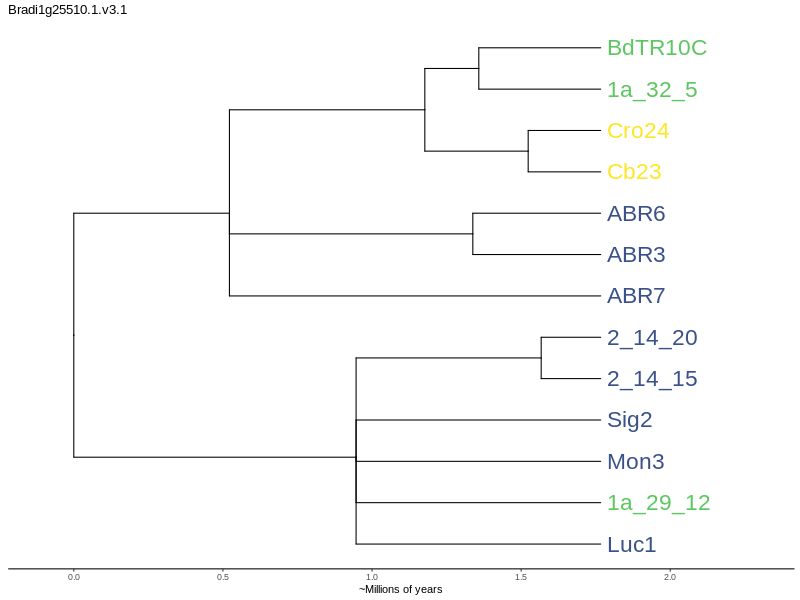 Bradi1g25510.1.v3.1
BdTR10C
1a_32_5
Cro24
Cb23
ABR6
ABR3
ABR7
2_14_20
2_14_15
Sig2
Mon3
1a_29_12
Luc1
0.0 0.5 1.0 1.5 2.0
~Millions of years